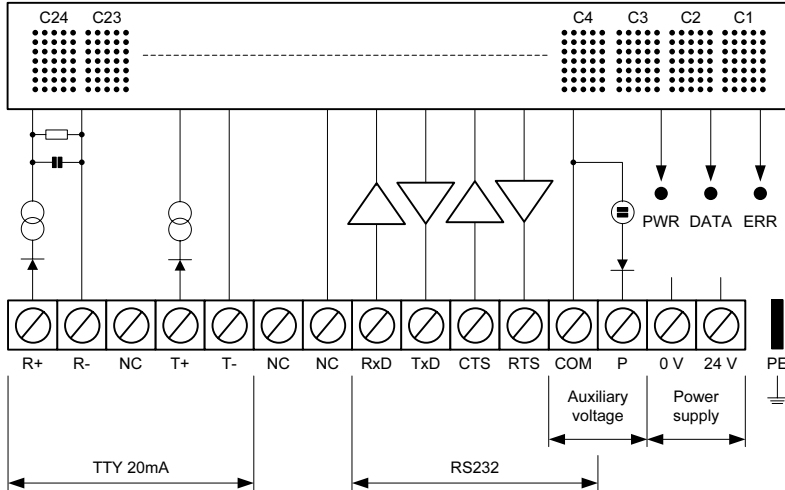 C24 C23 C4 C3 C2 C1
PWR DATA ERR
R+ R- NC T+ T- NC NC RxD TxD CTS RTS COM P 0 V 24 V PE
Auxiliary voltage
Power supply
TTY 20mA
RS232